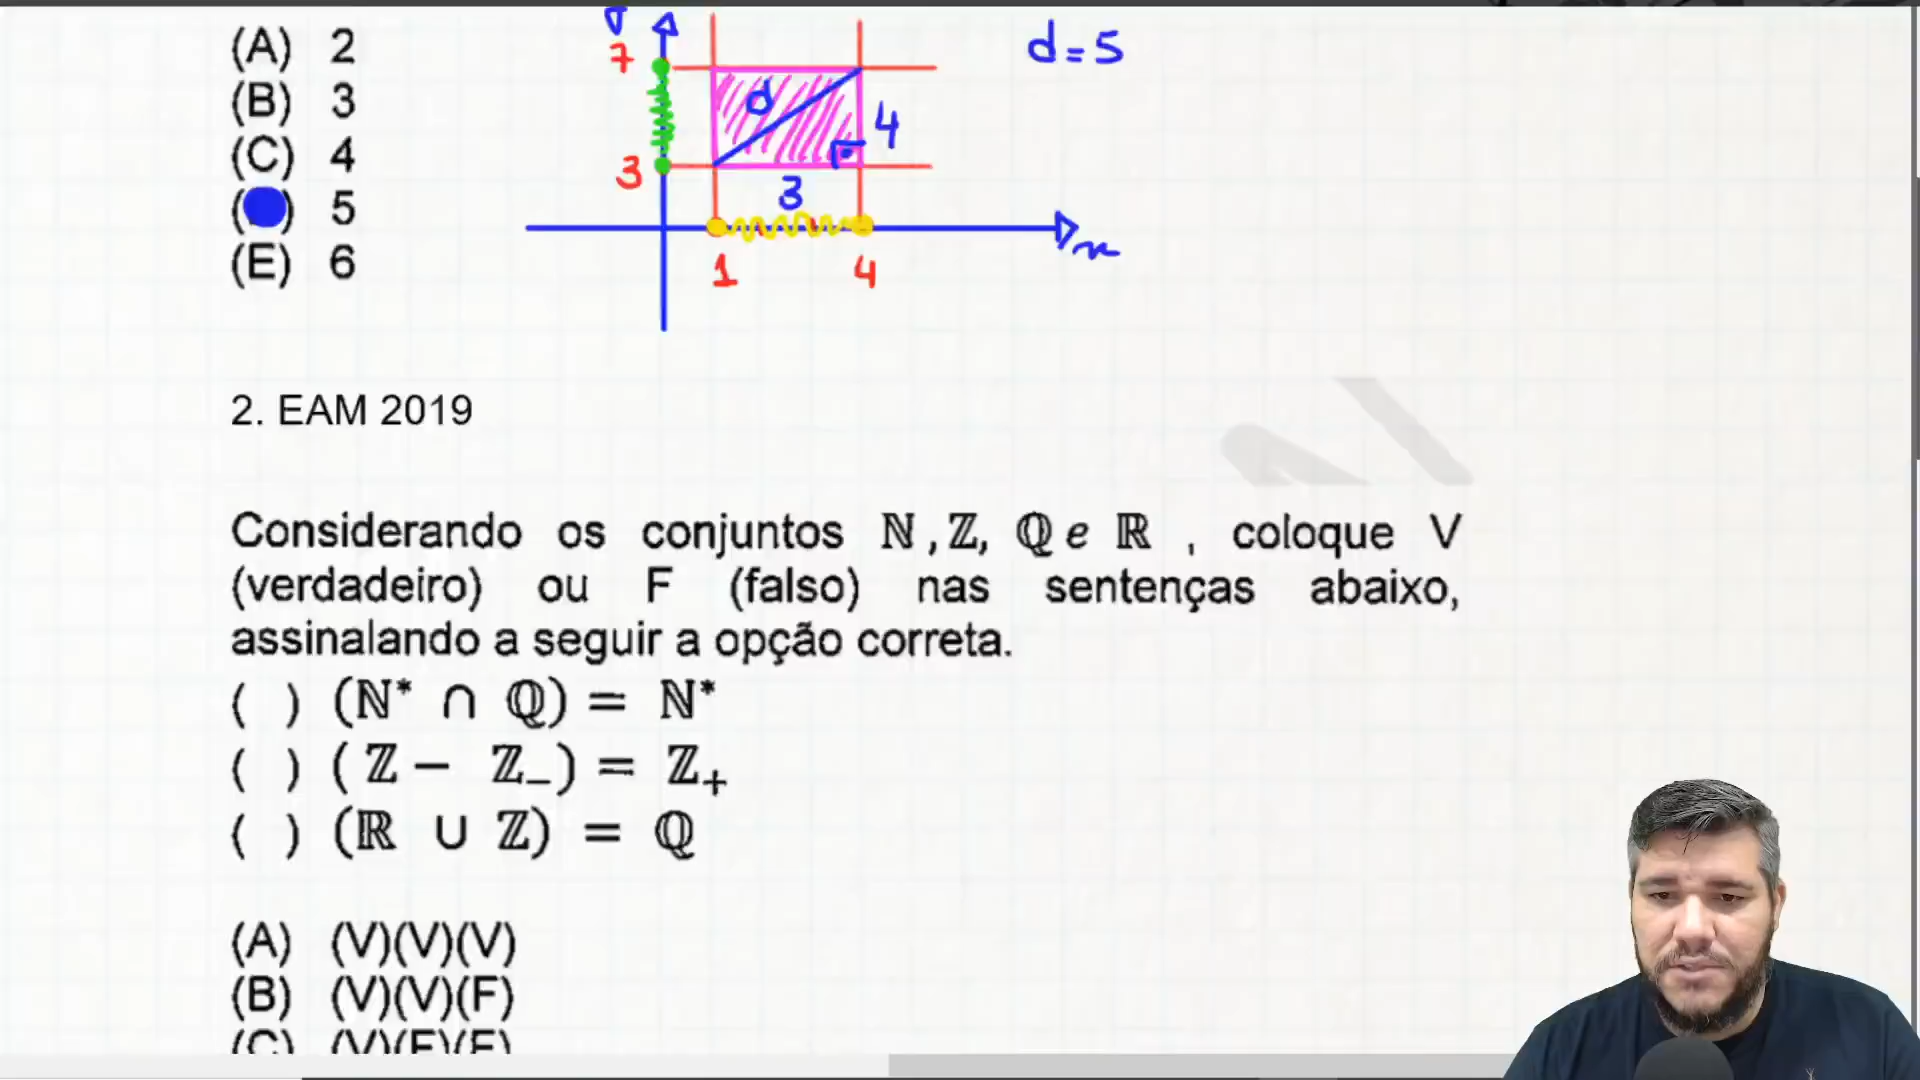 (A) 2
(B) 3
(C) 4
( ) 5
(E) 6
7
3
d
4
3
1
4
x
d = 5
2. EAM 2019
Considerando os conjuntos ℕ , ℤ, ℚ e ℝ , coloque V
(verdadeiro) ou F (falso) nas sentenças abaixo,
assinalando a seguir a opção correta.
( ) (ℕ* ∩ ℚ) = ℕ*
( ) ( ℤ − ℤ₋) = ℤ₊
( ) (ℝ ∪ ℤ) = ℚ
(A) (V)(V)(V)
(B) (V)(V)(F)
(C) (V)(F)(F)